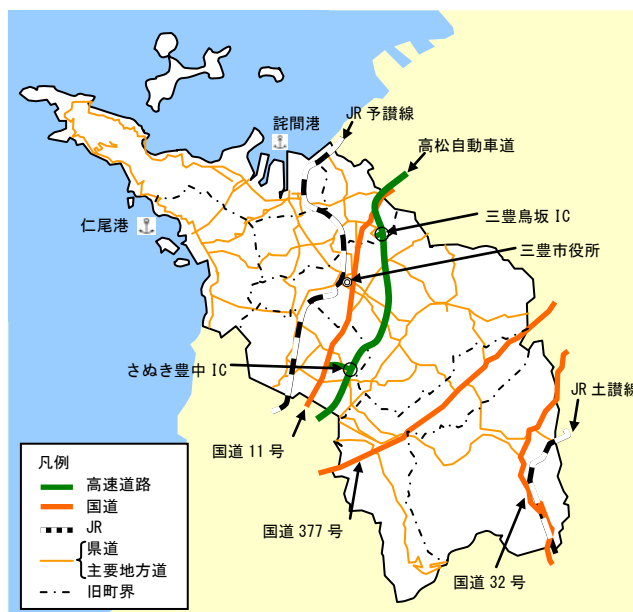 JR 予讃線
詫間港
高松自動車道
三豊鳥坂 IC
仁尾港
三豊市役所
さぬき豊中 IC
JR 土讃線
国道 11 号
国道 377 号
国道 32 号
凡例
高速道路
国道
JR
県道
主要地方道
旧町界